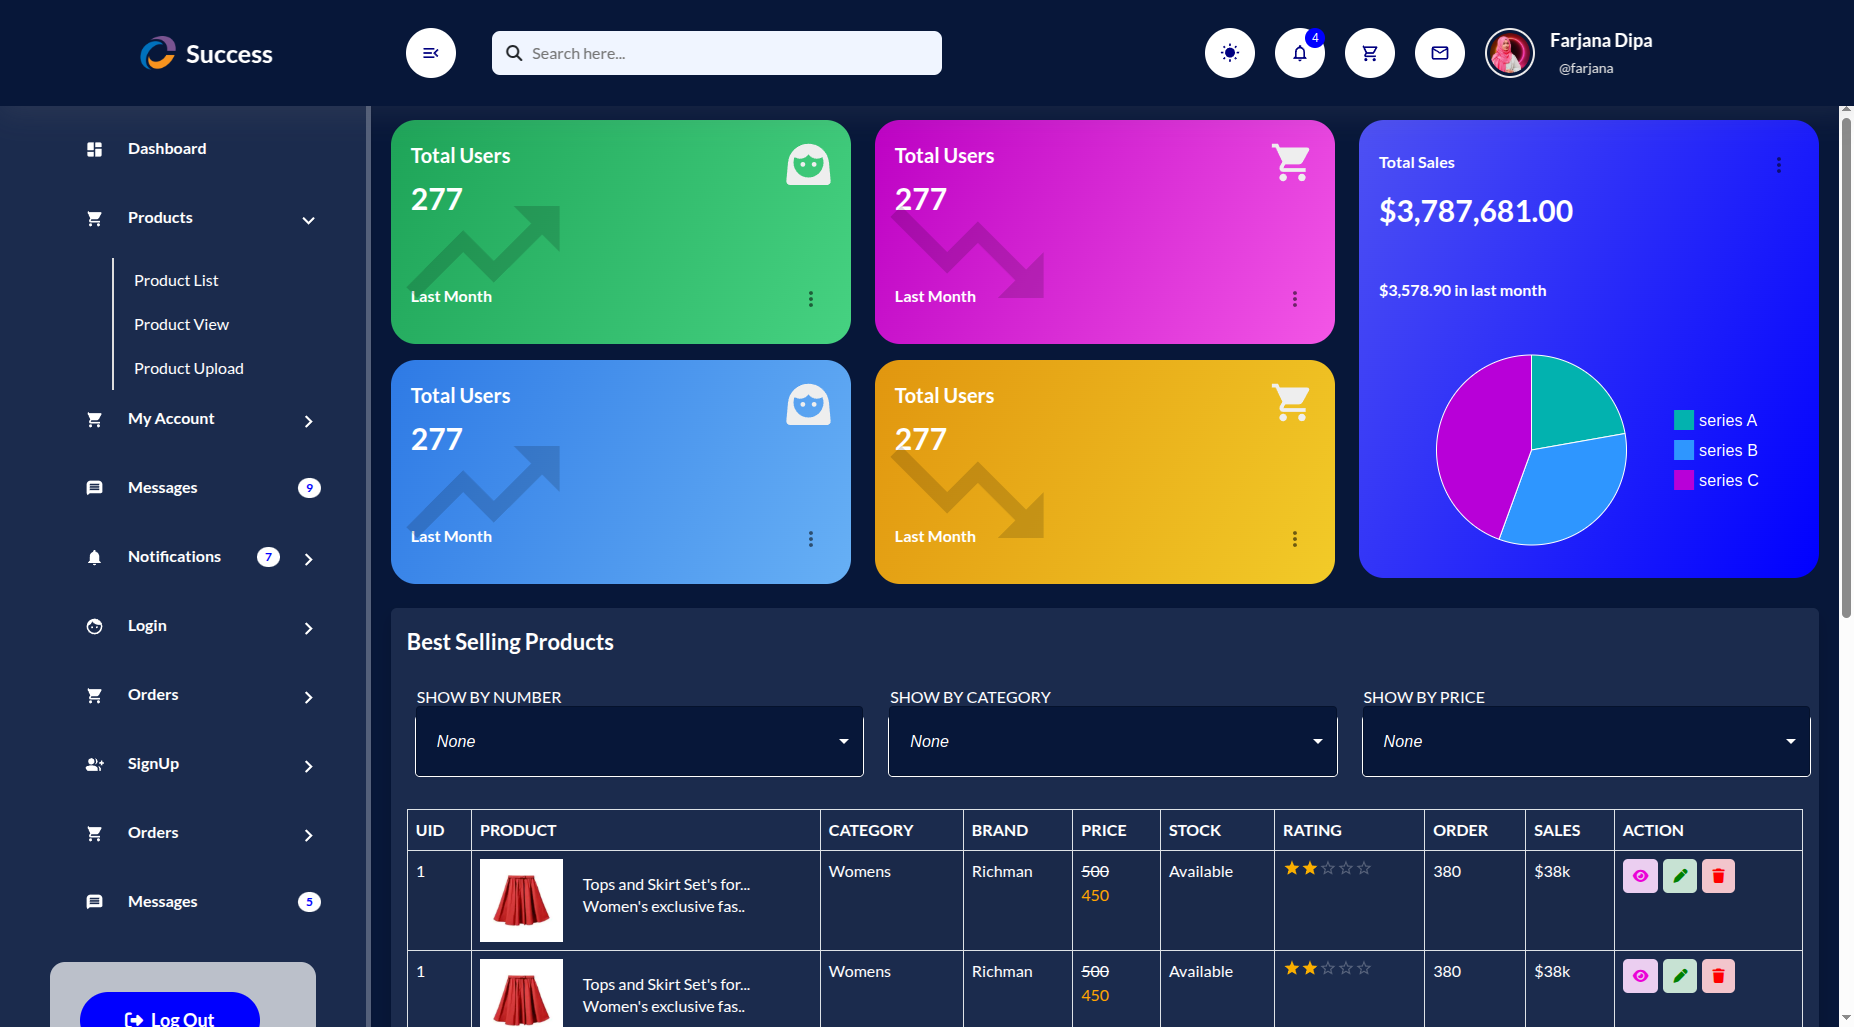 Success
Search here...
4
Farjana Dipa
@farjana
Dashboard
Products
Product List
Product View
Product Upload
My Account
Messages 9
Notifications 7
Login
Orders
SignUp
Orders
Messages 5
Log Out
Total Users
277
Last Month
Total Users
277
Last Month
Total Users
277
Last Month
Total Users
277
Last Month
Total Sales
$3,787,681.00
$3,578.90 in last month
series A
series B
series C
Best Selling Products
SHOW BY NUMBER
None
SHOW BY CATEGORY
None
SHOW BY PRICE
None
UID PRODUCT CATEGORY BRAND PRICE STOCK RATING ORDER SALES ACTION
1 Tops and Skirt Set's for... Womens Richman 500 Available 380 $38k
Women's exclusive fas.. 450
1 Tops and Skirt Set's for... Womens Richman 500 Available 380 $38k
Women's exclusive fas.. 450